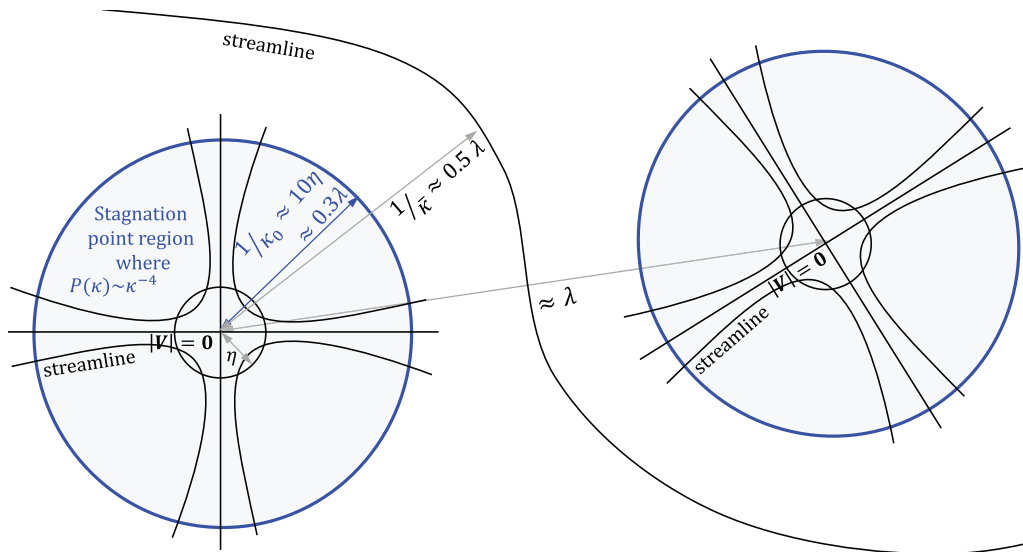 streamline
Stagnation
point region
where
P(κ)~κ⁻⁴
1/κ₀ ≈ 10η
≈ 0.3λ
1/κ̄ ≈ 0.5 λ
≈ λ
|V| = 0
η
streamline
|V| = 0
streamline